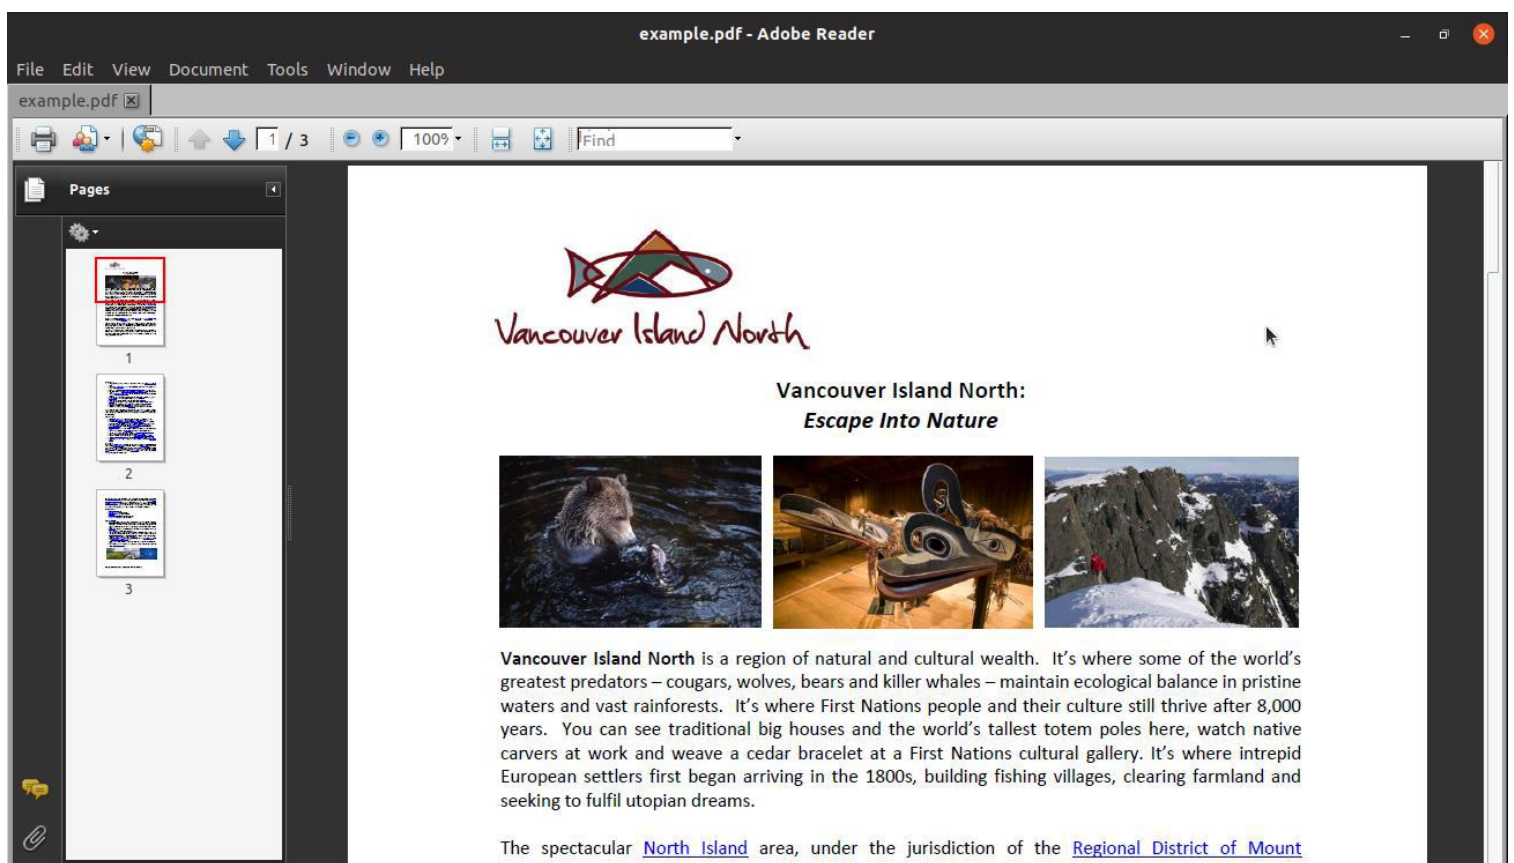 example.pdf - Adobe Reader
File Edit View Document Tools Window Help
example.pdf
1 / 3 100% Find
Pages
1
2
3
Vancouver Island North
Vancouver Island North:
Escape Into Nature
Vancouver Island North is a region of natural and cultural wealth. It’s where some of the world’s
greatest predators – cougars, wolves, bears and killer whales – maintain ecological balance in pristine
waters and vast rainforests. It’s where First Nations people and their culture still thrive after 8,000
years. You can see traditional big houses and the world’s tallest totem poles here, watch native
carvers at work and weave a cedar bracelet at a First Nations cultural gallery. It’s where intrepid
European settlers first began arriving in the 1800s, building fishing villages, clearing farmland and
seeking to fulfil utopian dreams.
The spectacular North Island area, under the jurisdiction of the Regional District of Mount